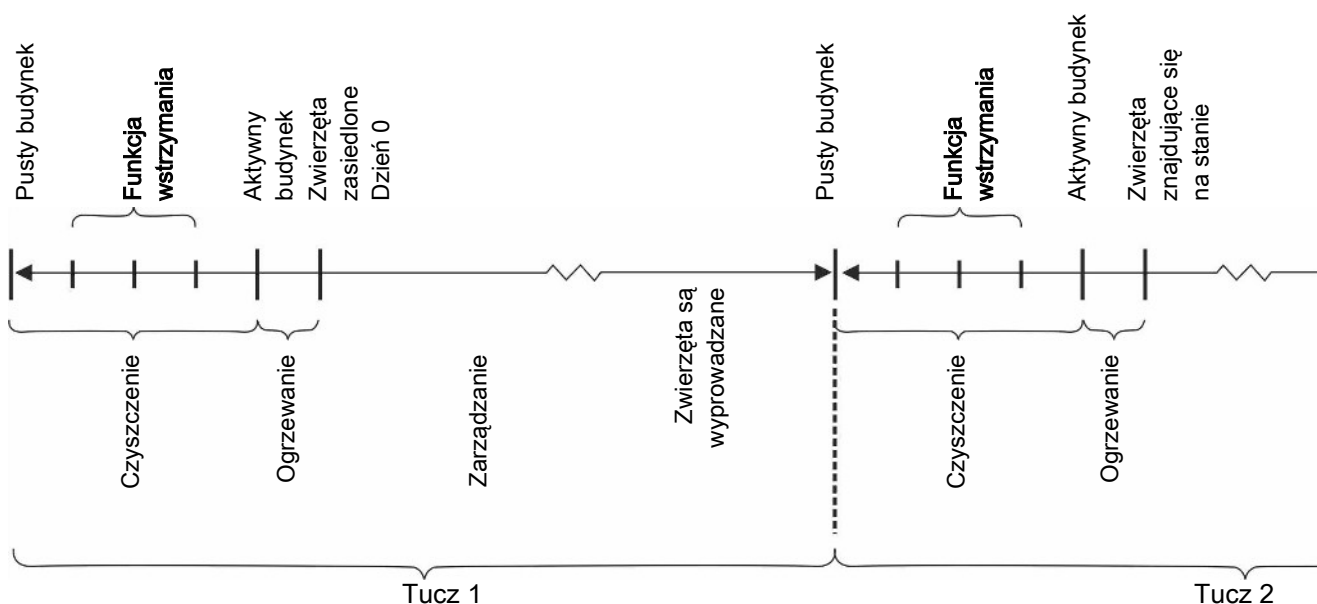 Pusty budynek
Funkcja
wstrzymania
Aktywny
budynek
Zwierzęta
zasiedlone
Dzień 0
Pusty budynek
Funkcja
wstrzymania
Aktywny budynek
Zwierzęta
znajdujące się
na stanie
Czyszczenie
Ogrzewanie
Zarządzanie
Zwierzęta są
wyprowadzane
Czyszczenie
Ogrzewanie
Tucz 1
Tucz 2